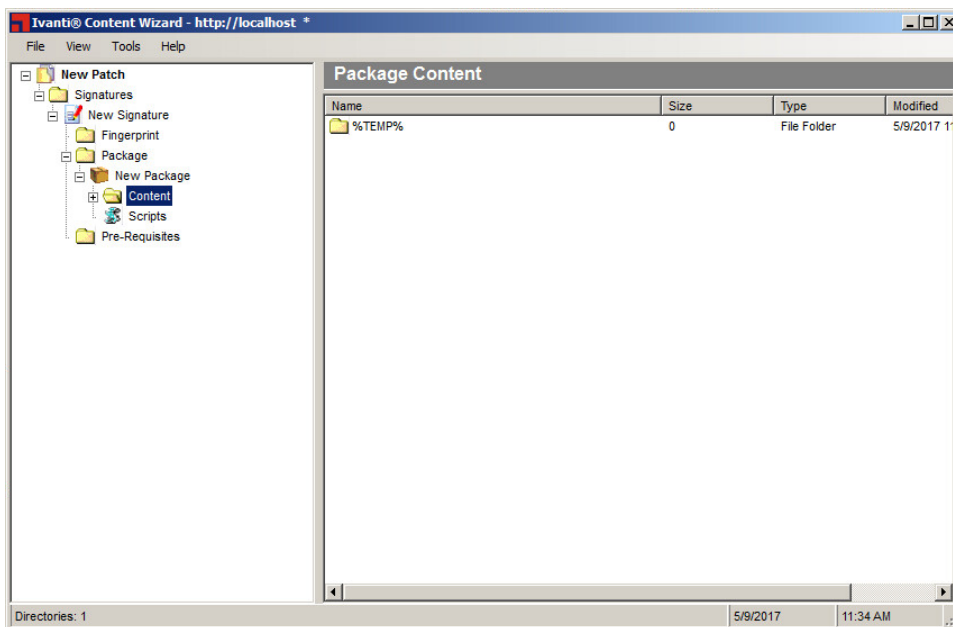 Ivanti® Content Wizard - http://localhost *
File View Tools Help
New Patch
Signatures
New Signature
Fingerprint
Package
New Package
Content
Scripts
Pre-Requisites
Package Content
Name Size Type Modified
%TEMP% 0 File Folder 5/9/2017 11
Directories: 1 5/9/2017 11:34 AM